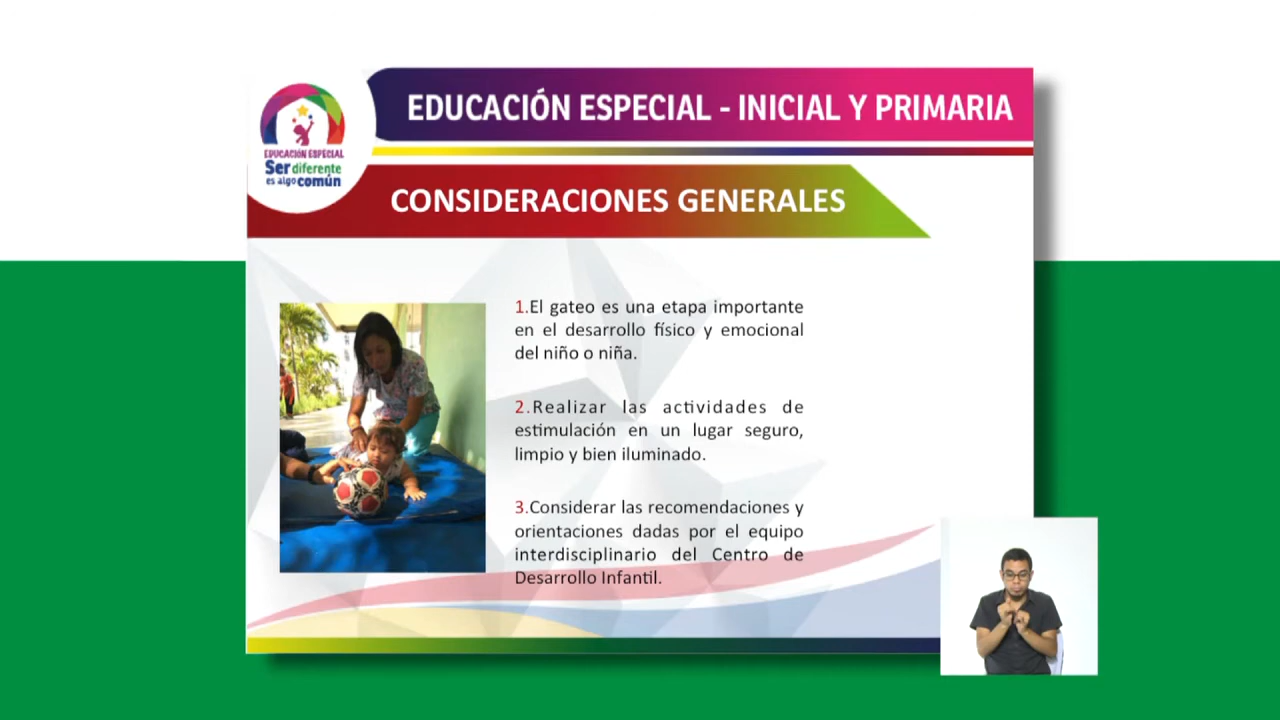 EDUCACIÓN ESPECIAL - INICIAL Y PRIMARIA
EDUCACIÓN ESPECIAL
Ser diferente
es algo común
CONSIDERACIONES GENERALES
1.El gateo es una etapa importante
en el desarrollo físico y emocional
del niño o niña.
2.Realizar las actividades de
estimulación en un lugar seguro,
limpio y bien iluminado.
3.Considerar las recomendaciones y
orientaciones dadas por el equipo
interdisciplinario del Centro de
Desarrollo Infantil.